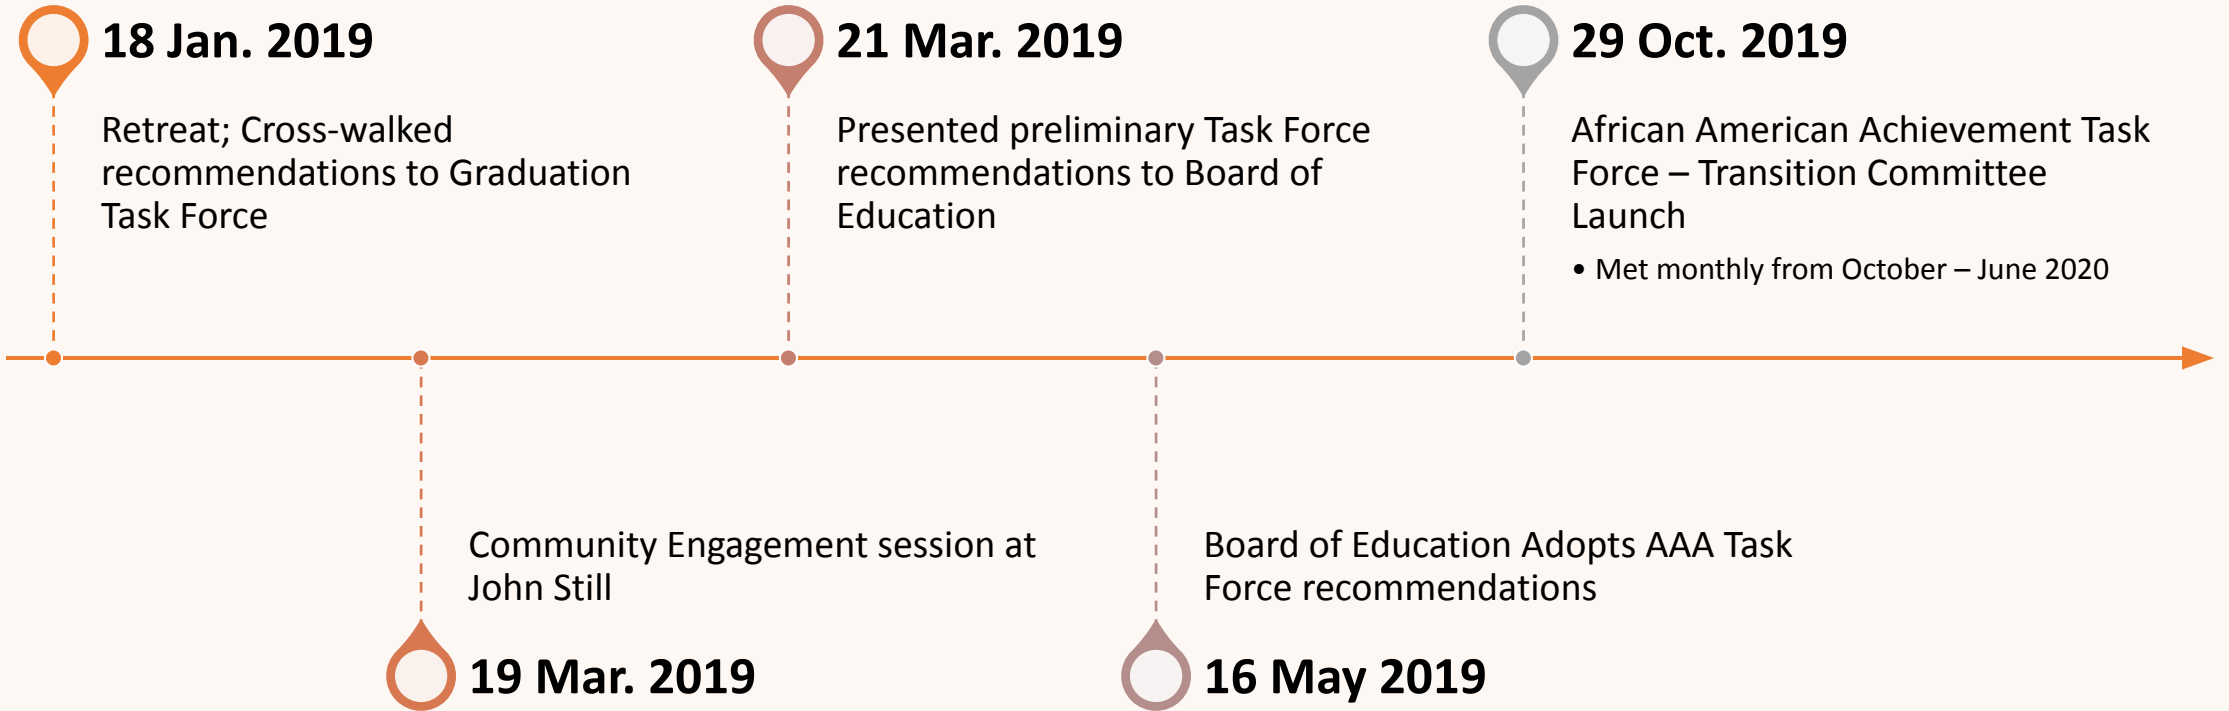 18 Jan. 2019
Retreat; Cross-walked
recommendations to Graduation
Task Force
19 Mar. 2019
Community Engagement session at
John Still
21 Mar. 2019
Presented preliminary Task Force
recommendations to Board of
Education
16 May 2019
Board of Education Adopts AAA Task
Force recommendations
29 Oct. 2019
African American Achievement Task
Force – Transition Committee
Launch
• Met monthly from October – June 2020